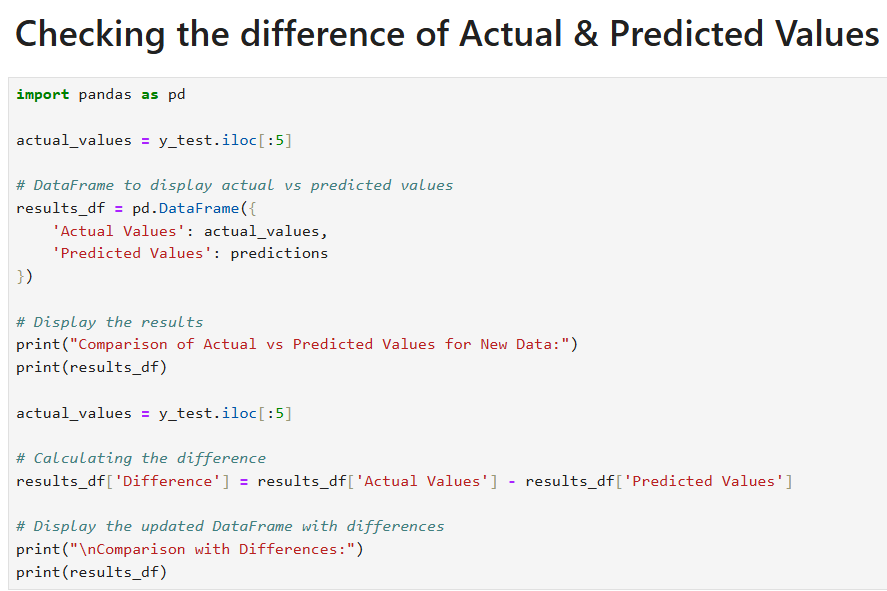 Checking the difference of Actual & Predicted Values
import pandas as pd
actual_values = y_test.iloc[:5]
# DataFrame to display actual vs predicted values
results_df = pd.DataFrame({
    'Actual Values': actual_values,
    'Predicted Values': predictions
})
# Display the results
print("Comparison of Actual vs Predicted Values for New Data:")
print(results_df)
actual_values = y_test.iloc[:5]
# Calculating the difference
results_df['Difference'] = results_df['Actual Values'] - results_df['Predicted Values']
# Display the updated DataFrame with differences
print("\nComparison with Differences:")
print(results_df)